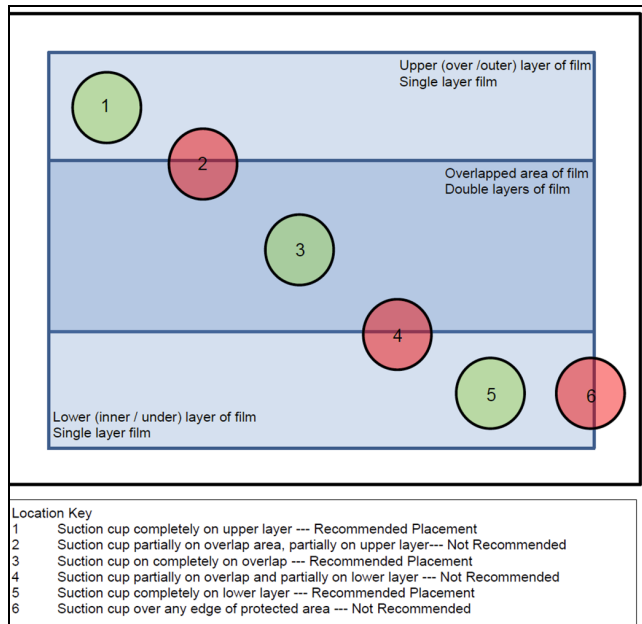 Upper (over /outer) layer of film
Single layer film
1
2
Overlapped area of film
Double layers of film
3
4
5
6
Lower (inner / under) layer of film
Single layer film
Location Key
1 Suction cup completely on upper layer --- Recommended Placement
2 Suction cup partially on overlap area, partially on upper layer--- Not Recommended
3 Suction cup on completely on overlap --- Recommended Placement
4 Suction cup partially on overlap and partially on lower layer --- Not Recommended
5 Suction cup completely on lower layer --- Recommended Placement
6 Suction cup over any edge of protected area --- Not Recommended